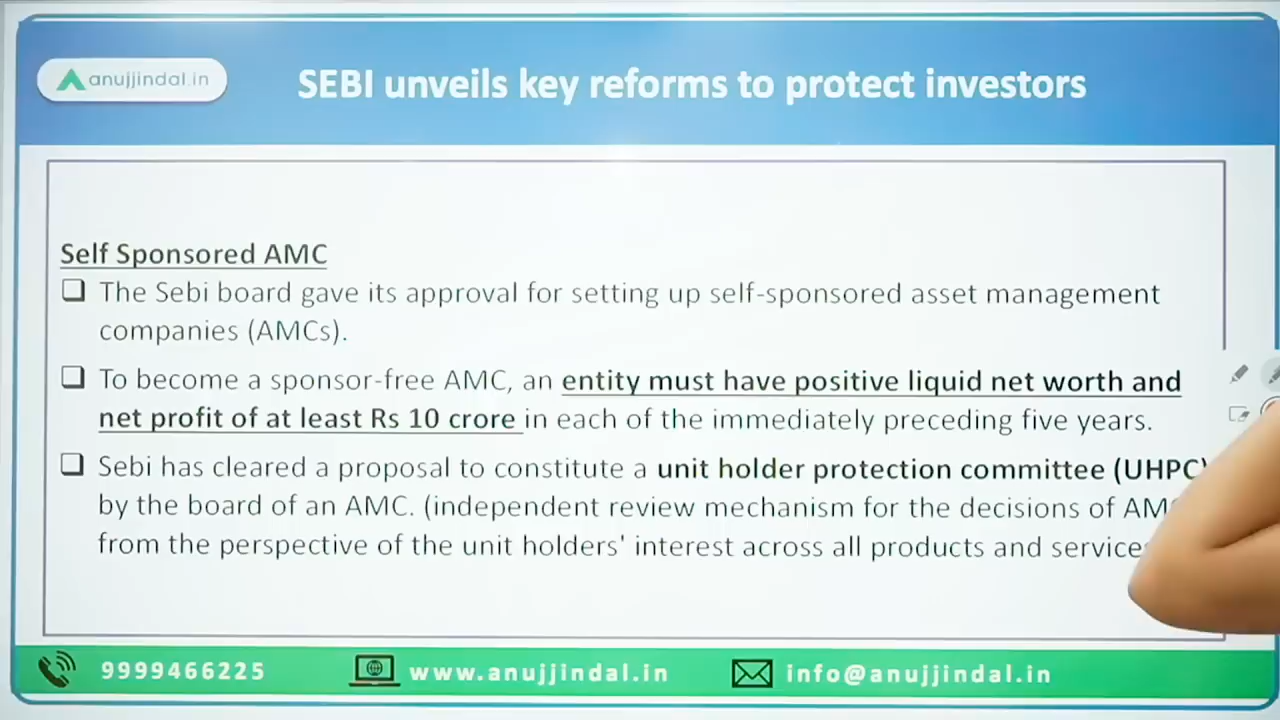 anujjindal.in
SEBI unveils key reforms to protect investors
Self Sponsored AMC
The Sebi board gave its approval for setting up self-sponsored asset management
companies (AMCs).
To become a sponsor-free AMC, an entity must have positive liquid net worth and
net profit of at least Rs 10 crore in each of the immediately preceding five years.
Sebi has cleared a proposal to constitute a unit holder protection committee (UHPC)
by the board of an AMC. (independent review mechanism for the decisions of
from the perspective of the unit holders' interest across all products and
9999466225 www.anujjindal.in info@anujjindal.in